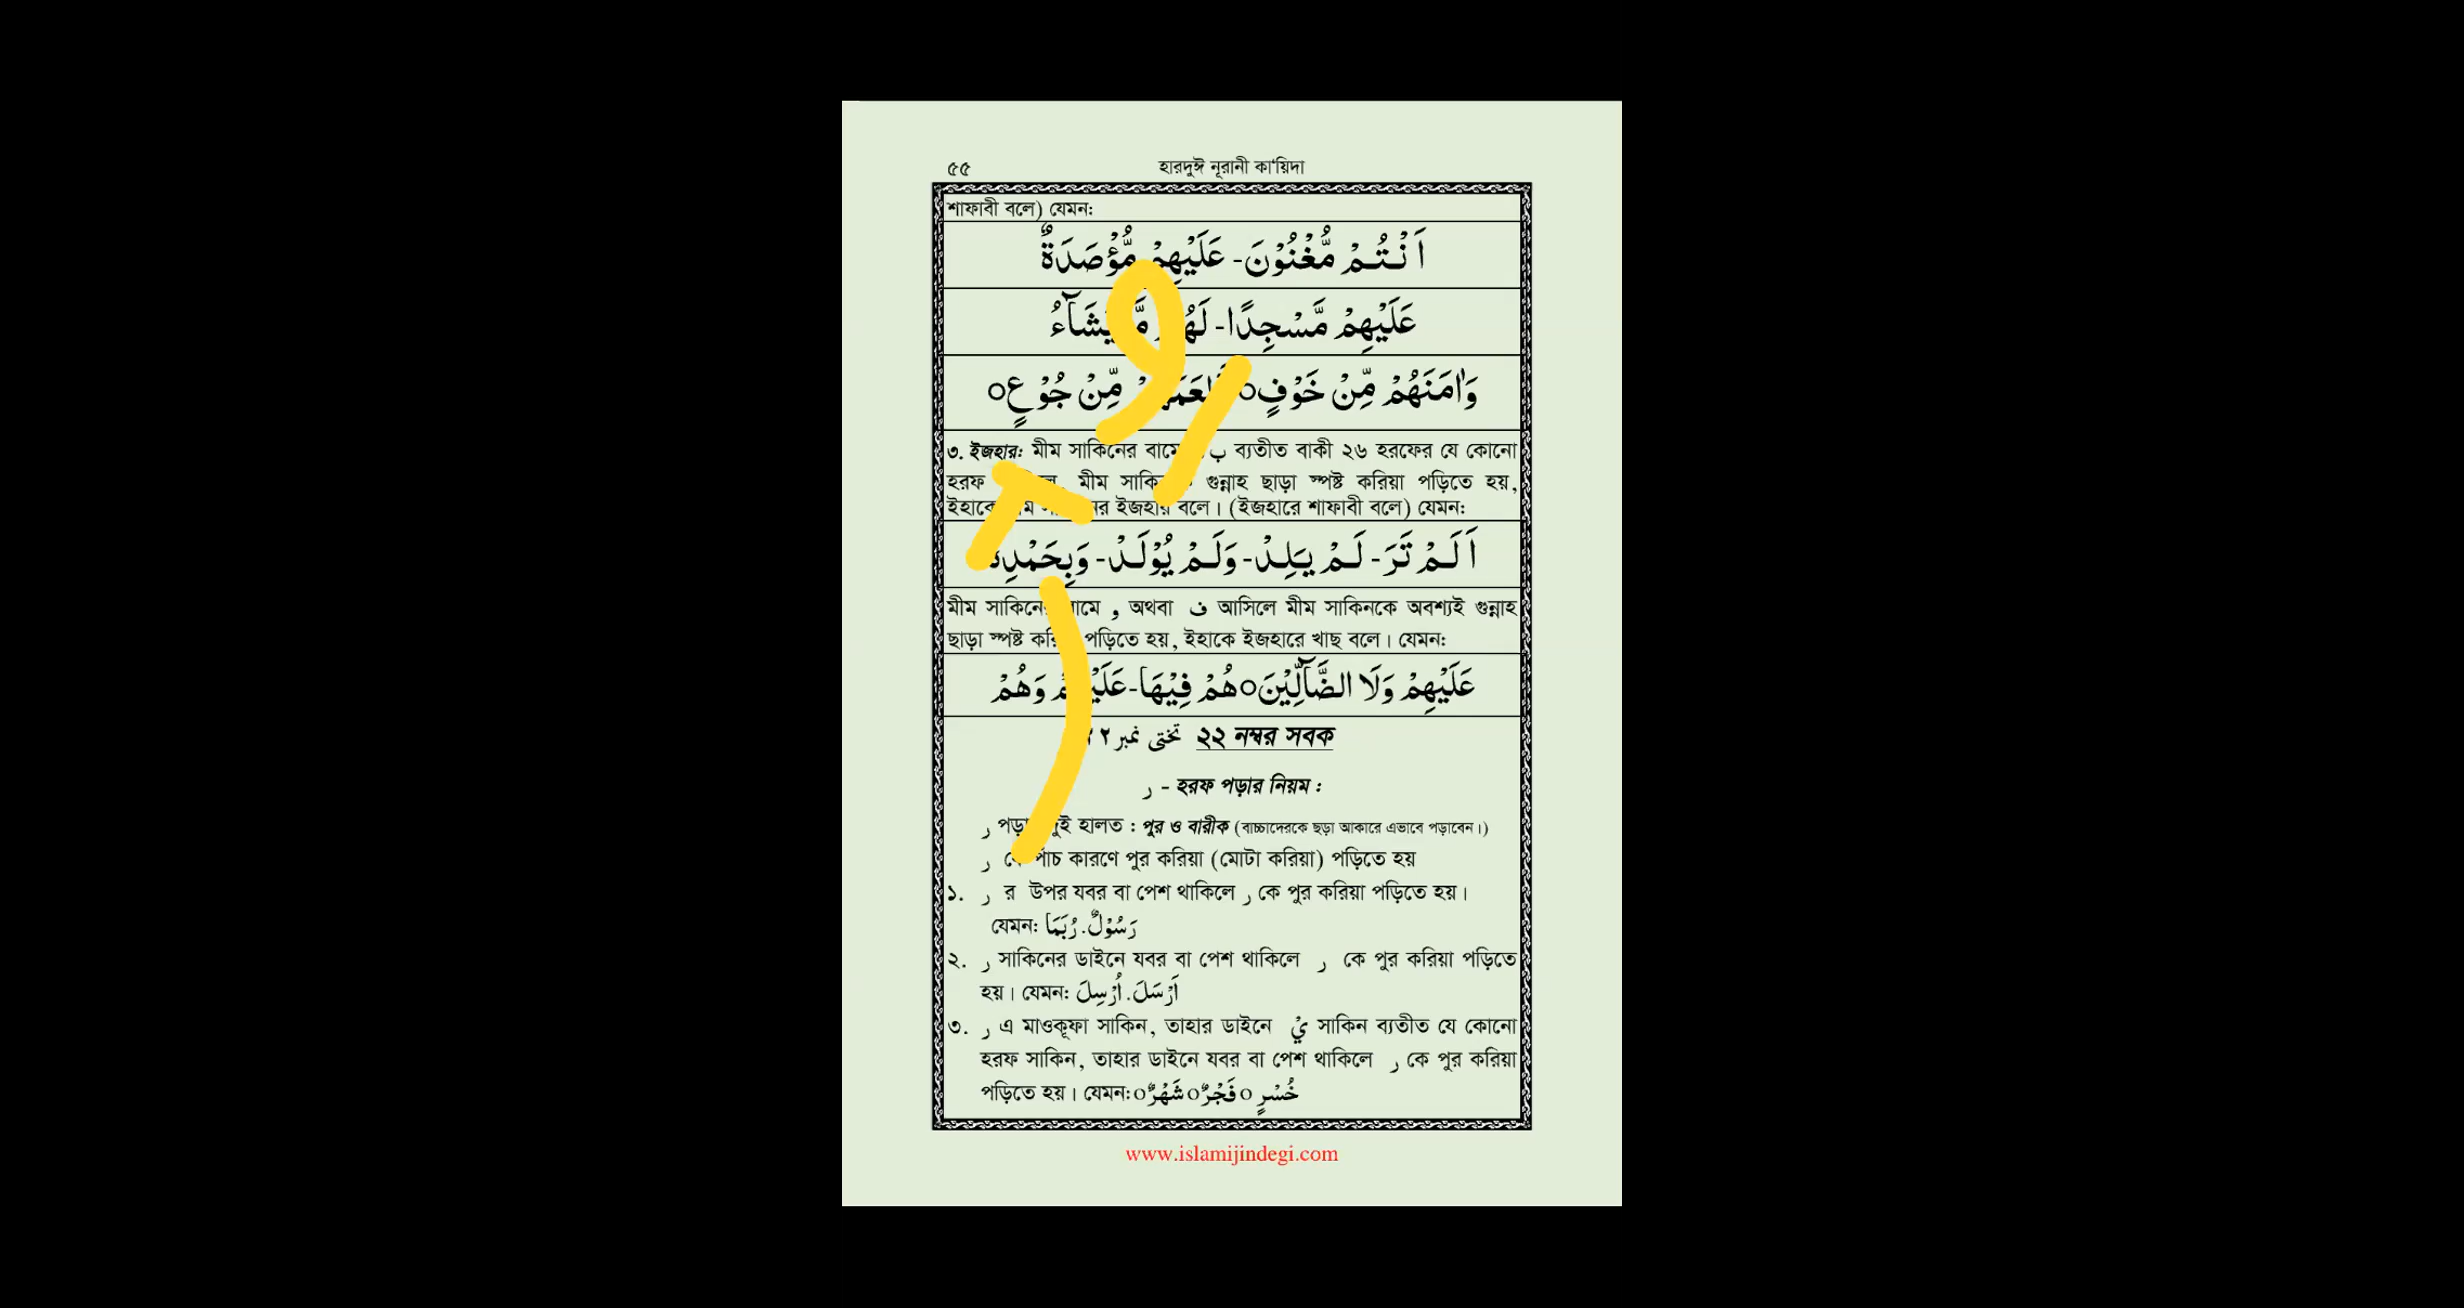 ৫৫ হারদুঈ নূরানী কা'য়িদা
শাফাবী বলে) যেমন:
اَنْتُمْ مُّغْنُوْنَ - عَلَيْهِمْ مُّؤْصَدَةٌ
عَلَيْهِمْ مَّسْجِدًا - مَّا يَشَآءُ
وَاٰمَنَهُمْ مِّنْ خَوْفٍ○ مِّنْ جُوْعٍ○
৩. ইজহার: মীম সাকিনের বামে ب ব্যতীত বাকী ২৬ হরফের যে কোনো
হরফ মীম সাকিনকে গুন্নাহ ছাড়া স্পষ্ট করিয়া পড়িতে হয়,
ইহাকে ইজহার বলে। (ইজহারে শাফাবী বলে) যেমন:
اَلَمْ تَرَ - لَمْ يَلِدْ - وَلَمْ يُوْلَدْ - وَبِحَمْدِهٖ
মীম সাকিনের বামে و অথবা ف আসিলে মীম সাকিনকে অবশ্যই গুন্নাহ
ছাড়া স্পষ্ট করিয়া পড়িতে হয়, ইহাকে ইজহারে খাছ বলে। যেমন:
عَلَيْهِمْ وَلَا الضَّآلِّيْنَ○ هُمْ فِيْهَا - عَلَيْهِمْ وَهُمْ
২২ নম্বর সবক تختی نمبر ٢٢
ر - হরফ পড়ার নিয়ম :
ر পড়ার দুই হালত : পুর ও বারীক (বাচ্চাদেরকে ছড়া আকারে এভাবে পড়াবেন।)
ر কে পাঁচ কারণে পুর করিয়া (মোটা করিয়া) পড়িতে হয়
১. ر র উপর যবর বা পেশ থাকিলে ر কে পুর করিয়া পড়িতে হয়।
যেমন: رَسُوْلٌ. رُبَمَا
২. ر সাকিনের ডাইনে যবর বা পেশ থাকিলে ر কে পুর করিয়া পড়িতে
হয়। যেমন: اَرْسَلَ. اُرْسِلَ
৩. ر এ মাওকূফা সাকিন, তাহার ডাইনে يْ সাকিন ব্যতীত যে কোনো
হরফ সাকিন, তাহার ডাইনে যবর বা পেশ থাকিলে ر কে পুর করিয়া
পড়িতে হয়। যেমন: خُسْرٍ ○ فَجْرٌ○ شَهْرٌ○
www.islamijindegi.com